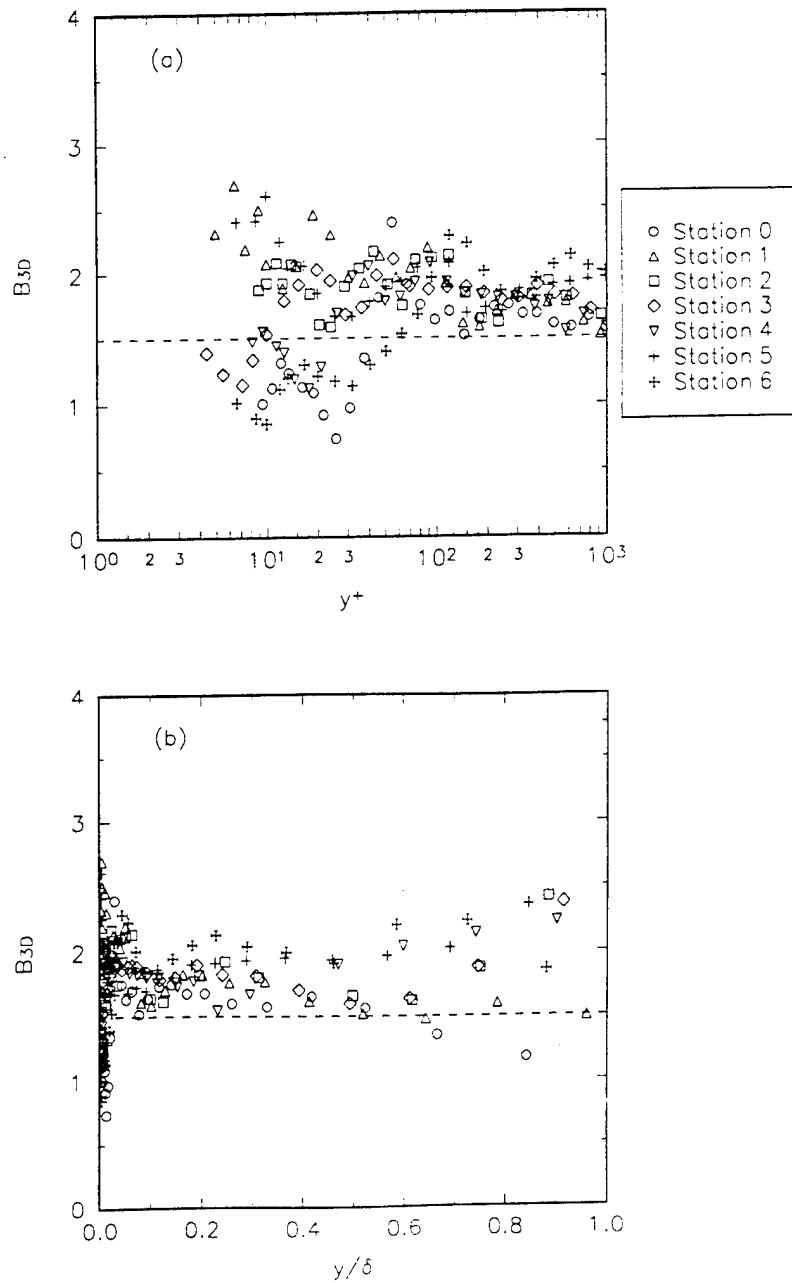 4
(a)
3
B3D
2
1
0
10⁰ 2 3 10¹ 2 3 10² 2 3 10³
y⁺
Station 0
Station 1
Station 2
Station 3
Station 4
Station 5
Station 6
4
(b)
3
B3D
2
1
0
0.0 0.2 0.4 0.6 0.8 1.0
y/δ